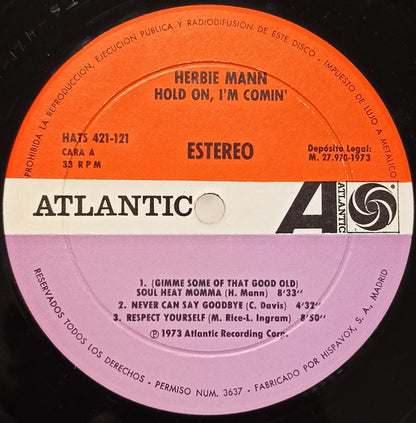 PROHIBIDA LA REPRODUCCION, EJECUCION PUBLICA Y RADIODIFUSION DE ESTE DISCO - IMPUESTO DE LUJO A METALICO
HERBIE MANN
HOLD ON, I'M COMIN'
HATS 421-121
CARA A
33 RPM
ESTEREO
Depósito Legal:
M. 27.970-1973
ATLANTIC
A
ATLANTIC
1. (GIMME SOME OF THAT GOOD OLD)
SOUL HEAT MOMMA (H. Mann) 8'33"
2. NEVER CAN SAY GOODBYE (C. Davis) 4'32"
3. RESPECT YOURSELF (M. Rice-L. Ingram) 8'50"
Ⓟ 1973 Atlantic Recording Corp.
RESERVADOS TODOS LOS DERECHOS - PERMISO NUM. 3637 - FABRICADO POR HISPAVOX, S. A., MADRID